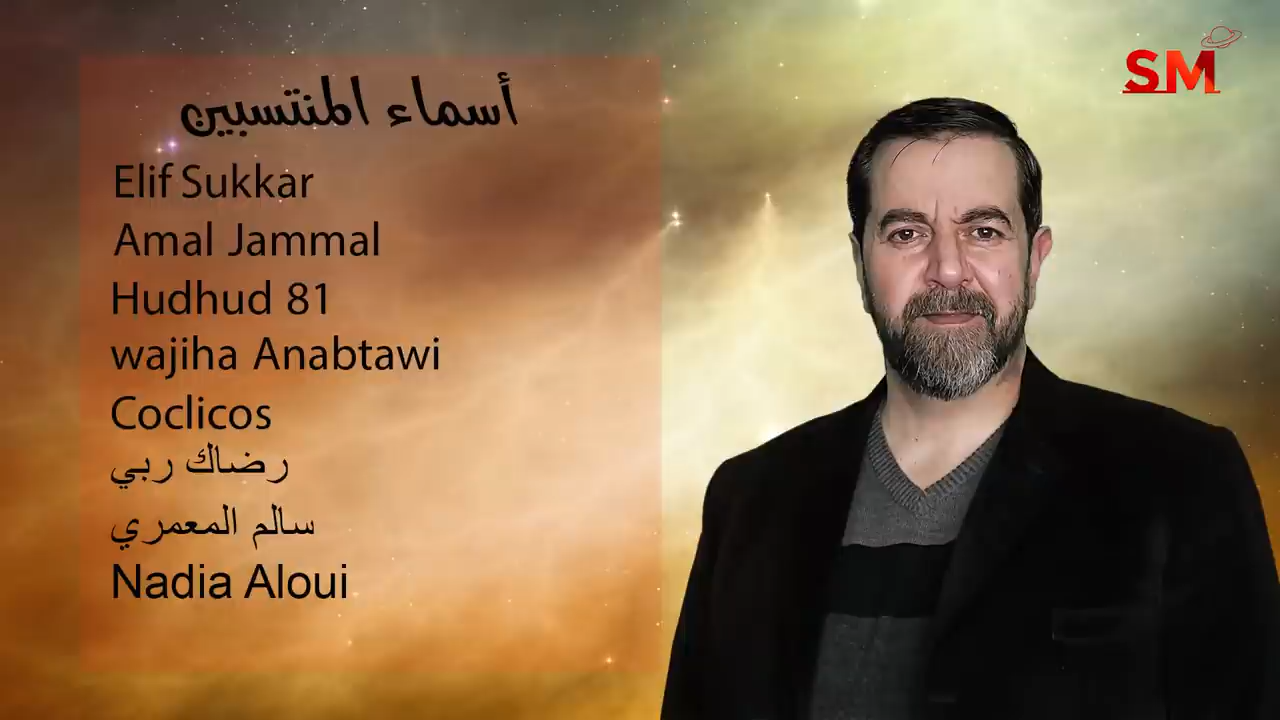 SM
أسماء المنتسبين
Elif Sukkar
Amal Jammal
Hudhud 81
wajiha Anabtawi
Coclicos
رضاك ربي
سالم المعمري
Nadia Aloui